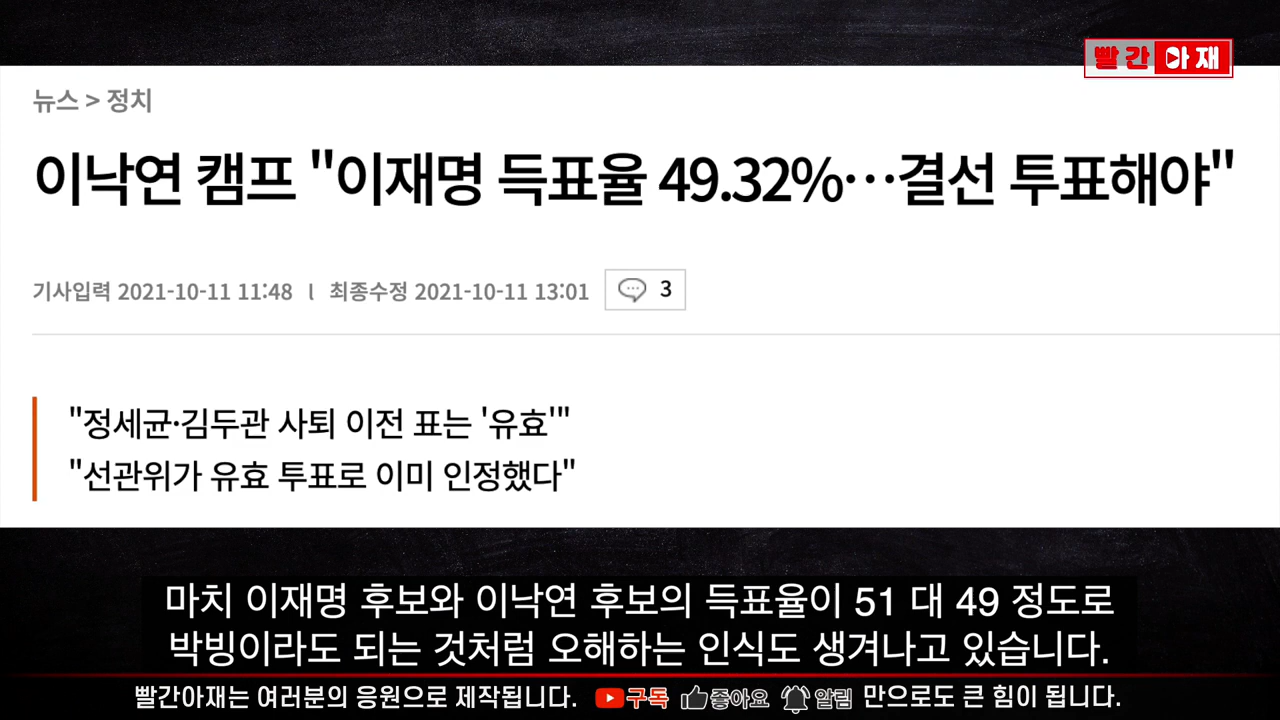 빨간아재
뉴스 > 정치
이낙연 캠프 "이재명 득표율 49.32%…결선 투표해야"
기사입력 2021-10-11 11:48 ㅣ 최종수정 2021-10-11 13:01 3
"정세균·김두관 사퇴 이전 표는 '유효'"
"선관위가 유효 투표로 이미 인정했다"
마치 이재명 후보와 이낙연 후보의 득표율이 51 대 49 정도로
박빙이라도 되는 것처럼 오해하는 인식도 생겨나고 있습니다.
빨간아재는 여러분의 응원으로 제작됩니다. 구독 좋아요 알림 만으로도 큰 힘이 됩니다.